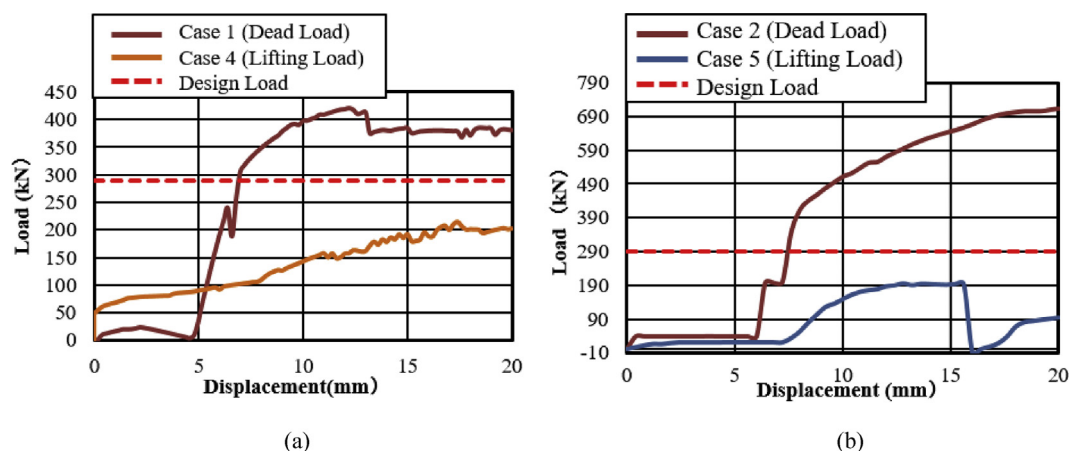 Case 1 (Dead Load)
Case 4 (Lifting Load)
Design Load
450
400
350
300
250
200
150
100
50
0
Load (kN)
0
5
10
15
20
Displacement(mm)
(a)
Case 2 (Dead Load)
Case 5 (Lifting Load)
Design Load
790
690
590
490
390
290
190
90
-10
Load (kN)
0
5
10
15
20
Displacement (mm)
(b)